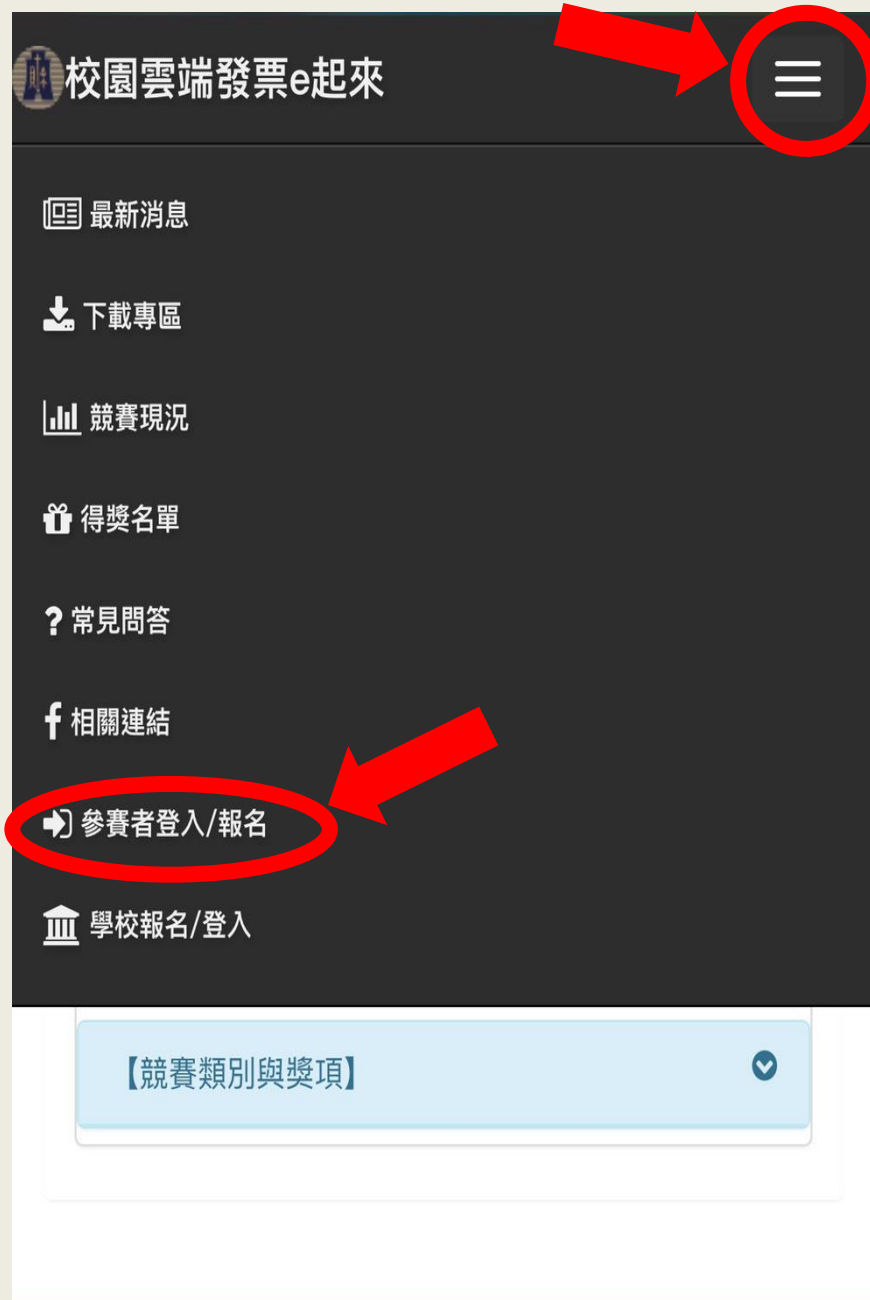 校園雲端發票e起來
最新消息
下載專區
競賽現況
得獎名單
? 常見問答
相關連結
參賽者登入/報名
學校報名/登入
【競賽類別與獎項】